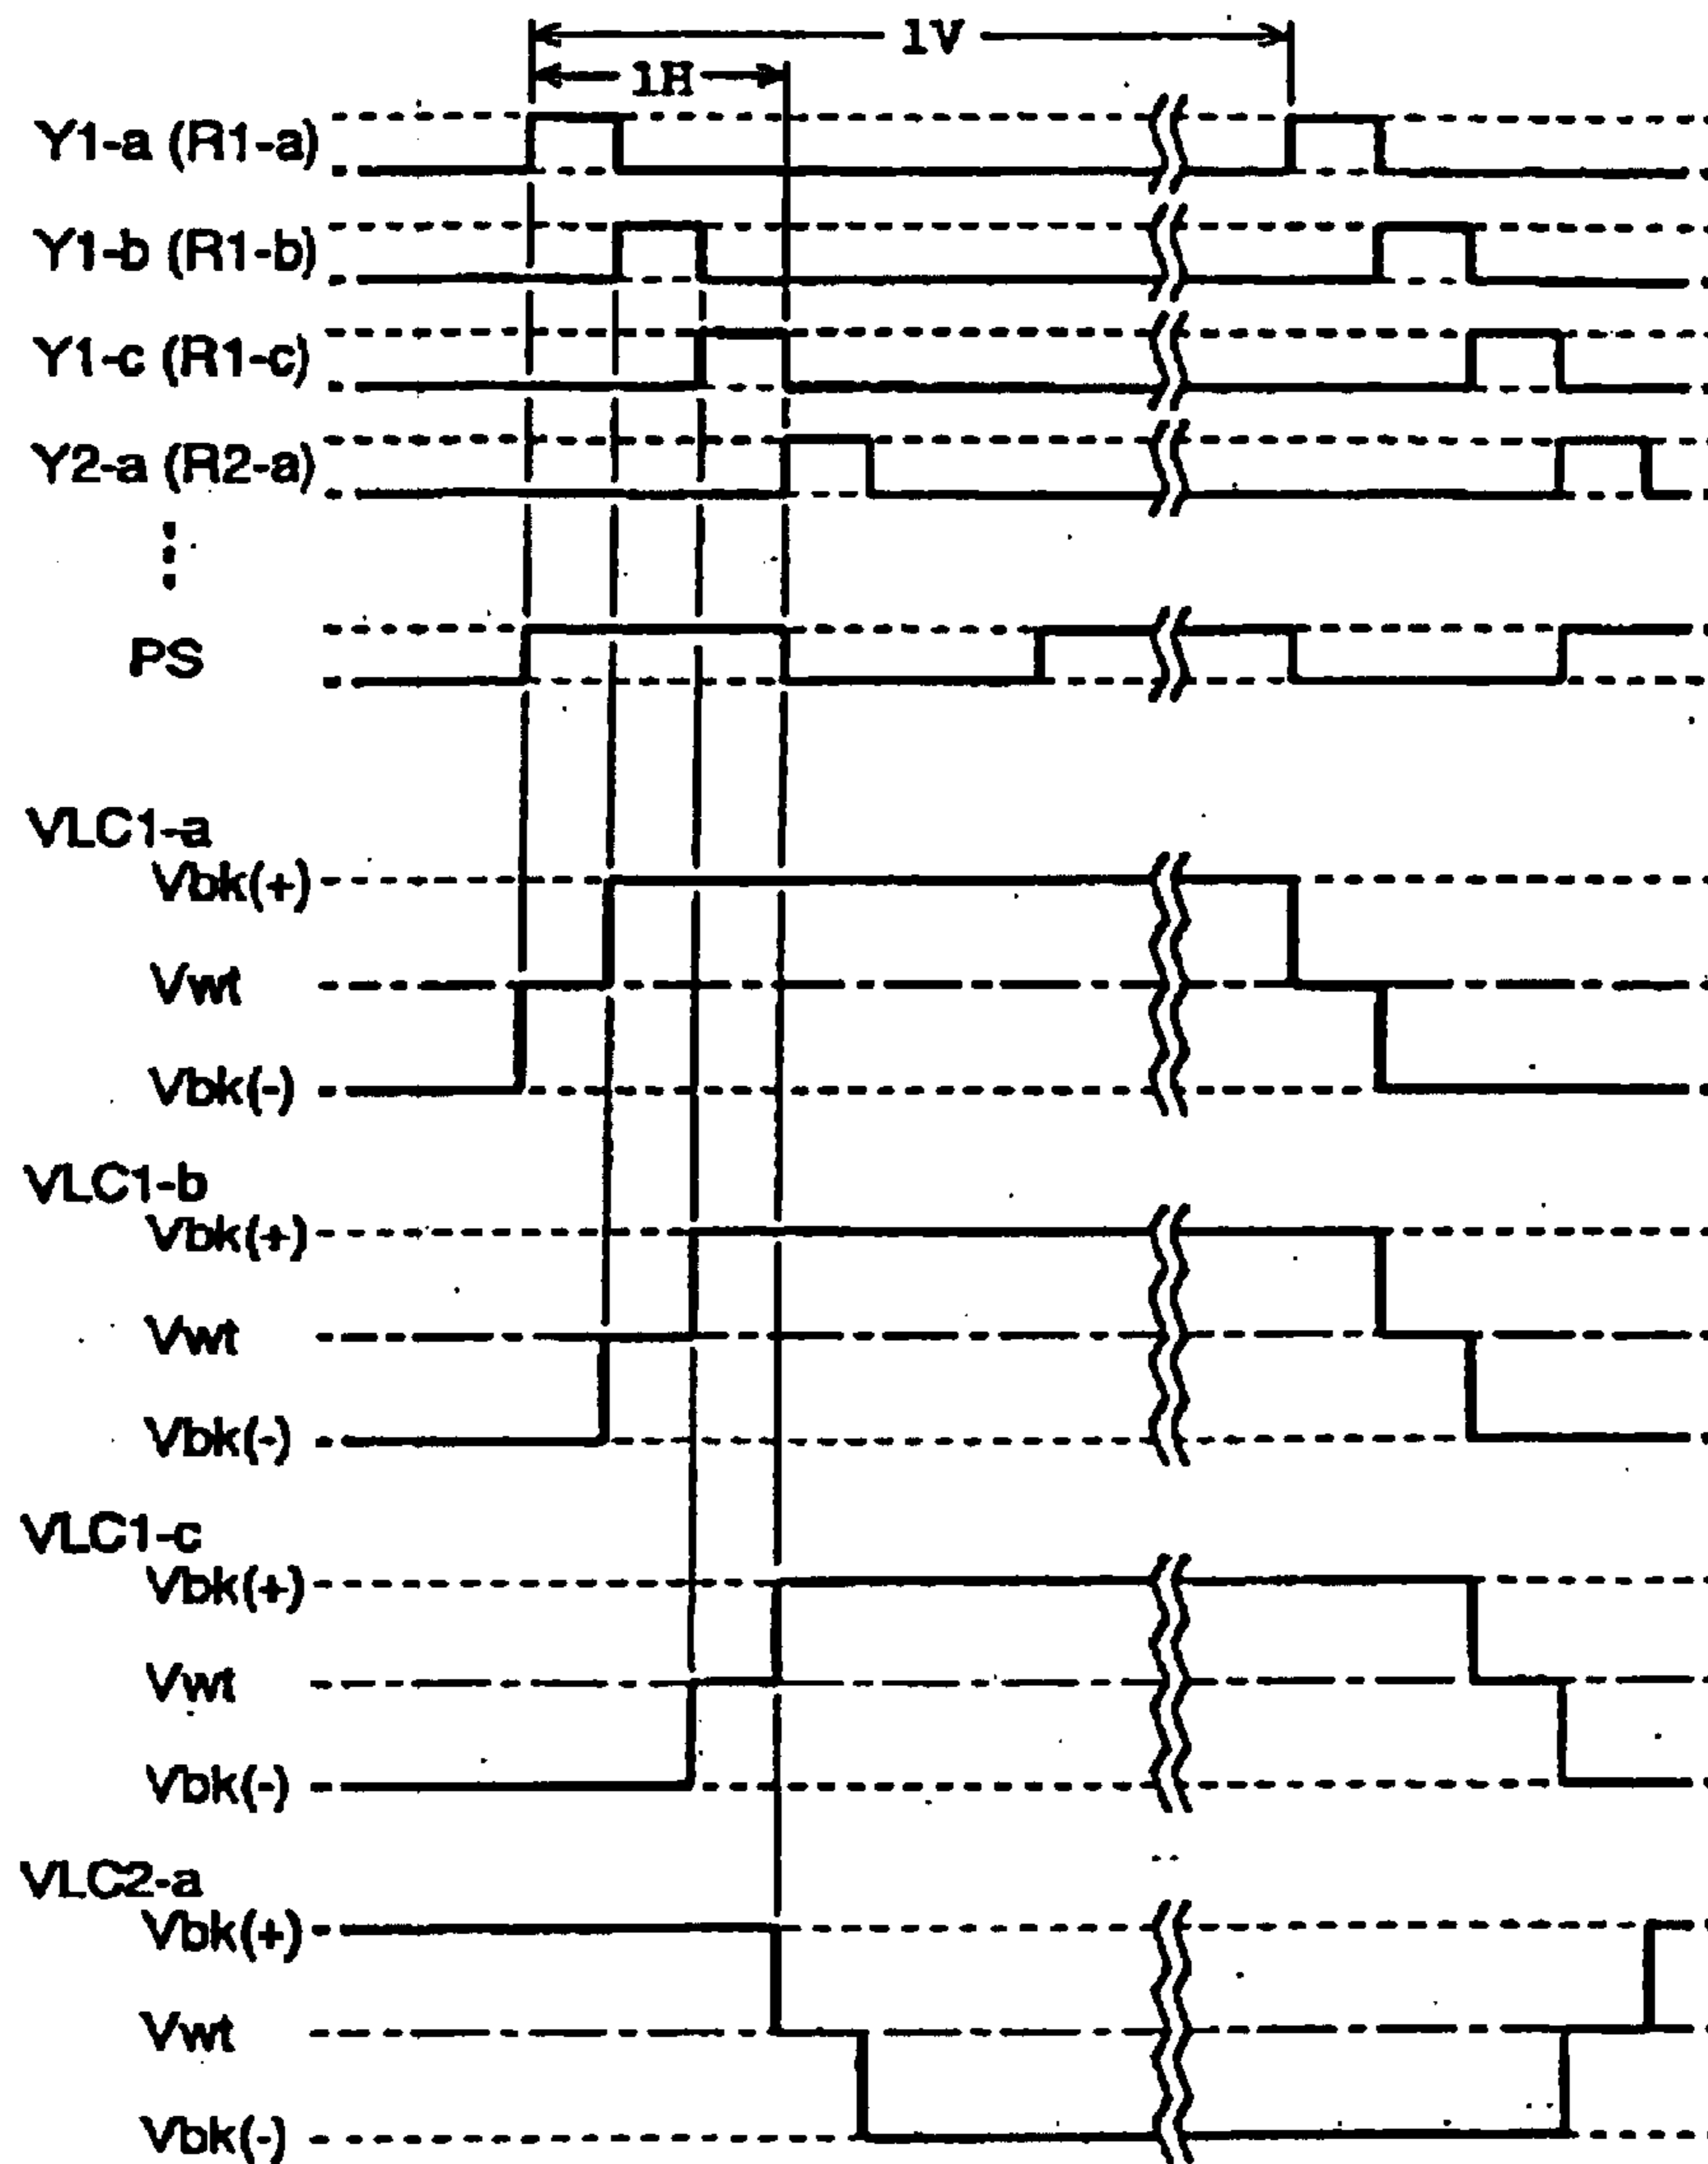 1V
1H
Y1-a (R1-a)
Y1-b (R1-b)
Y1-c (R1-c)
Y2-a (R2-a)
PS
VLC1-a
Vbk(+)
Vwt
Vbk(-)
VLC1-b
Vbk(+)
Vwt
Vbk(-)
VLC1-c
Vbk(+)
Vwt
Vbk(-)
VLC2-a
Vbk(+)
Vwt
Vbk(-)